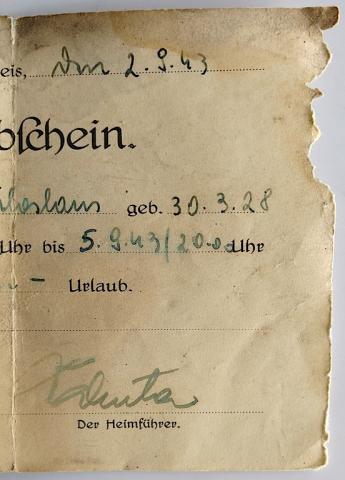 eis, den 2.9.43
bſchein.
geb. 30.3.28
Uhr bis 5.9.43/20.00 Uhr
– Urlaub.
Der Heimführer.